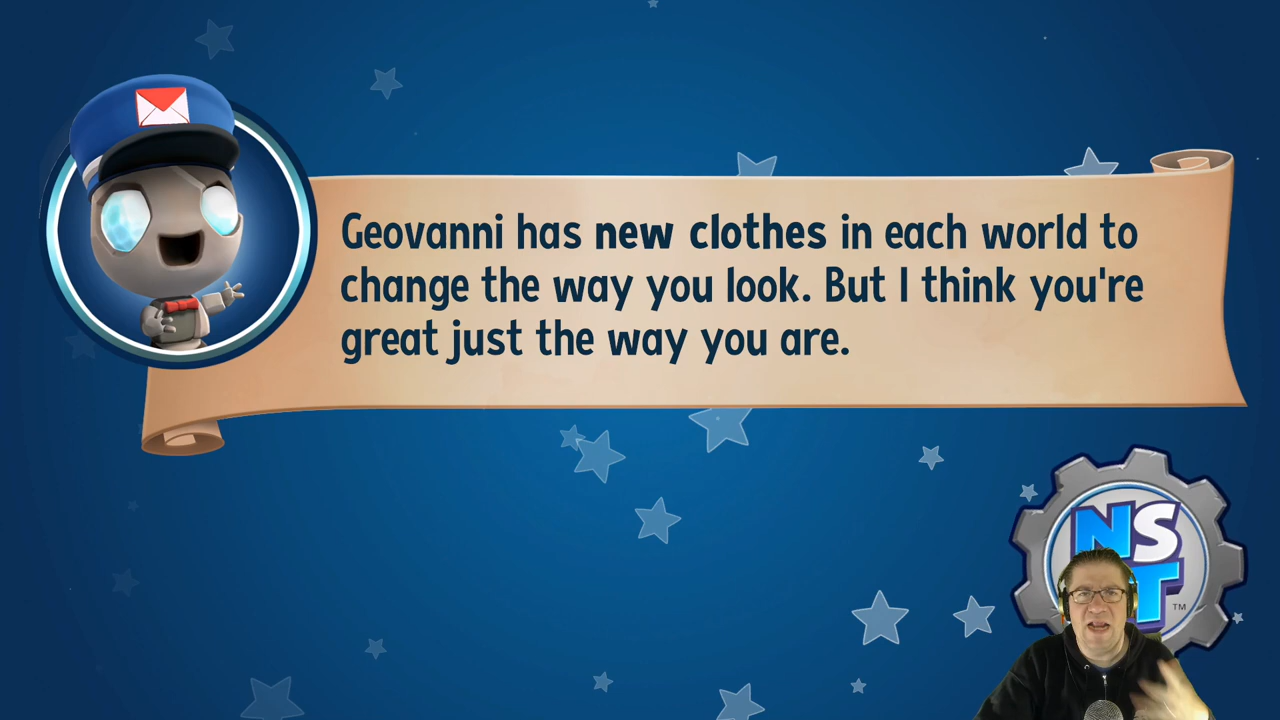 Geovanni has new clothes in each world to
change the way you look. But I think you're
great just the way you are.
NS
T™